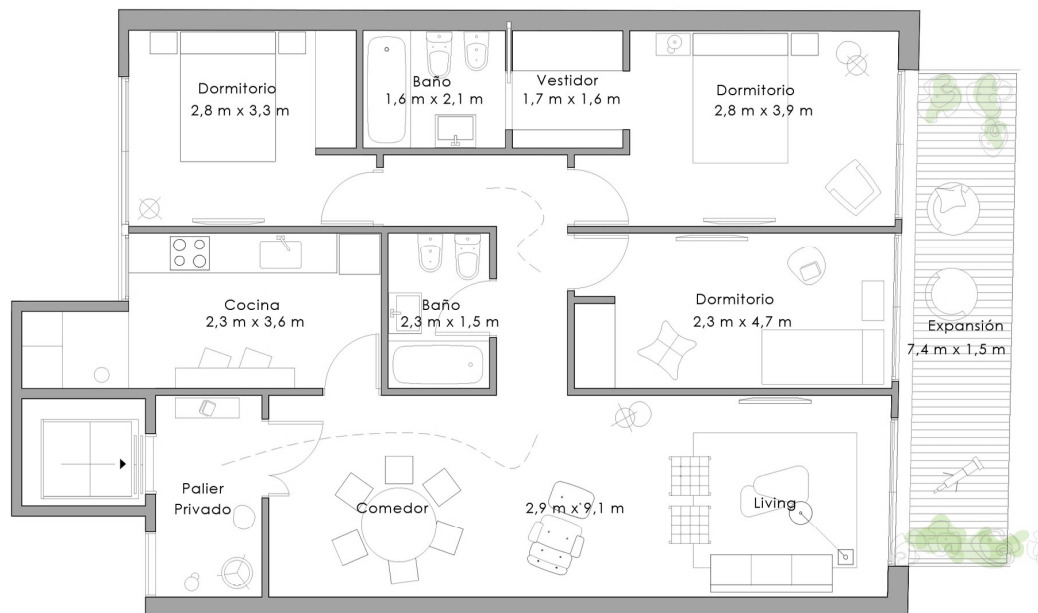 Dormitorio
2,8 m x 3,3 m
Baño
1,6 m x 2,1 m
Vestidor
1,7 m x 1,6 m
Dormitorio
2,8 m x 3,9 m
Cocina
2,3 m x 3,6 m
Baño
2,3 m x 1,5 m
Dormitorio
2,3 m x 4,7 m
Expansión
7,4 m x 1,5 m
Palier
Privado
Comedor
2,9 m x 9,1 m
Living